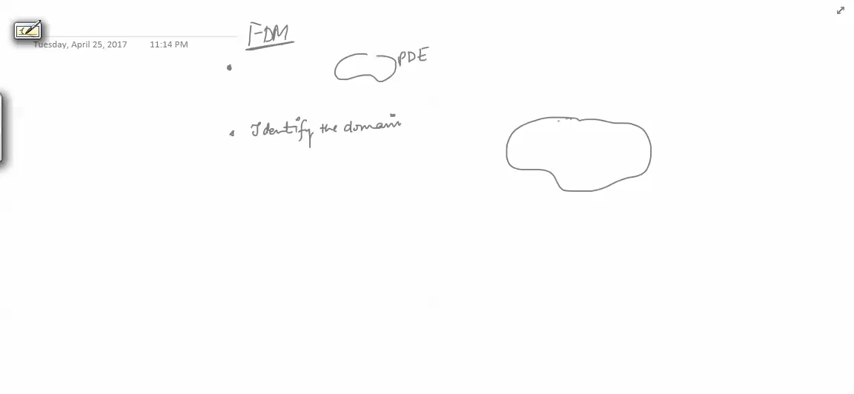 Tuesday, April 25, 2017 11:14 PM
FDM
PDE
Identify the domain